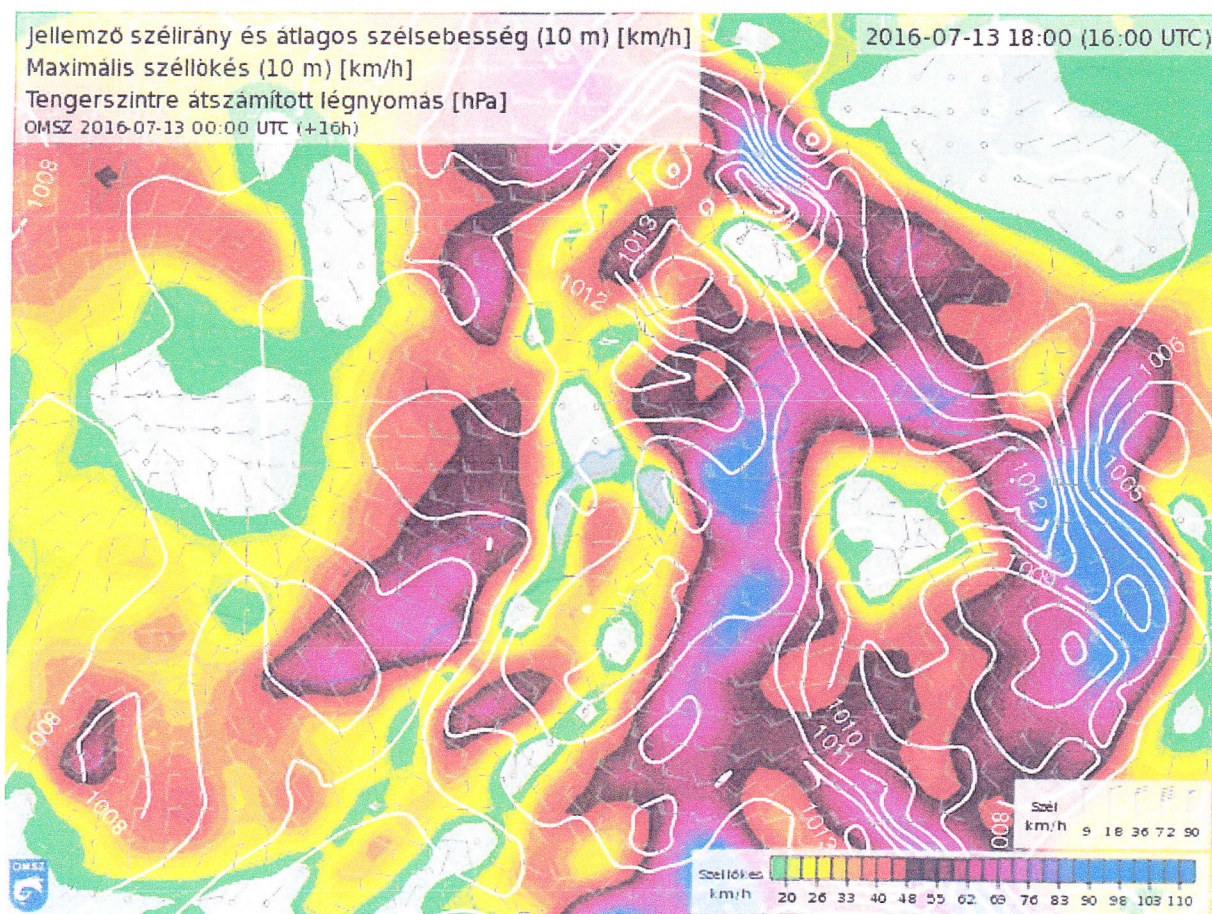 Jellemző szélirány és átlagos szélsebesség (10 m) [km/h]
Maximális széllökés (10 m) [km/h]
Tengerszintre átszámított légnyomás [hPa]
OMSZ 2016-07-13 00:00 UTC (+16h)
2016-07-13 18:00 (16:00 UTC)
1008
1013
1012
1006
1012
1005
1009
1008
1008
1010
1011
1008
Szél
km/h
9 18 36 72 90
Széllökés
km/h
20 26 33 40 48 55 62 69 76 83 90 98 103 110
OMSZ